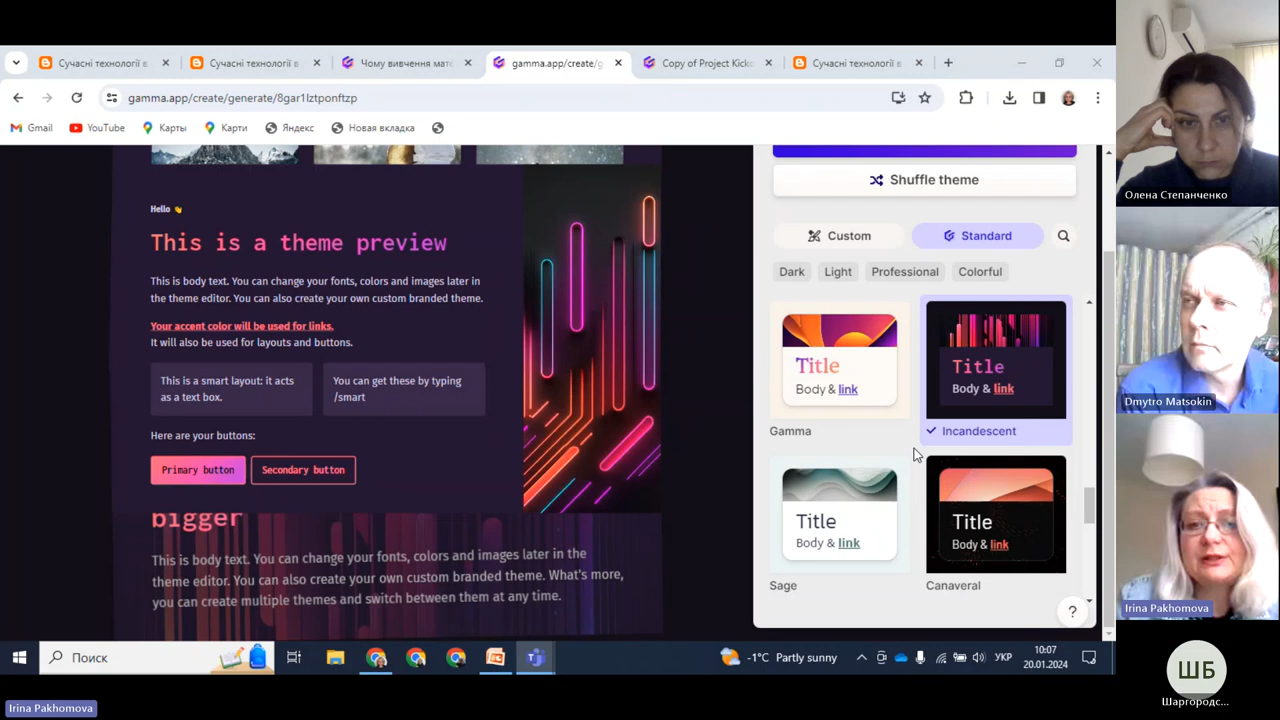 Сучасні технології в
Сучасні технології в
Чому вивчення мате
gamma.app/create/g
Copy of Project Kicko
Сучасні технології в
gamma.app/create/generate/8gar1lztponftzp
Gmail
YouTube
Карты
Карти
Яндекс
Новая вкладка
Hello 👋
This is a theme preview
This is body text. You can change your fonts, colors and images later in
the theme editor. You can also create your own custom branded theme.
Your accent color will be used for links.
It will also be used for layouts and buttons.
This is a smart layout: it acts
as a text box.
You can get these by typing
/smart
Here are your buttons:
Primary button
Secondary button
bigger
This is body text. You can change your fonts, colors and images later in the
theme editor. You can also create your own custom branded theme. What's more,
you can create multiple themes and switch between them at any time.
Shuffle theme
Custom
Standard
Dark
Light
Professional
Colorful
Title
Body & link
Gamma
Title
Body & link
Incandescent
Title
Body & link
Sage
Title
Body & link
Canaveral
?
Поиск
-1°C Partly sunny
УКР
10:07
20.01.2024
Олена Степанченко
Dmytro Matsokin
Irina Pakhomova
ШБ
Шаргородс...
Irina Pakhomova